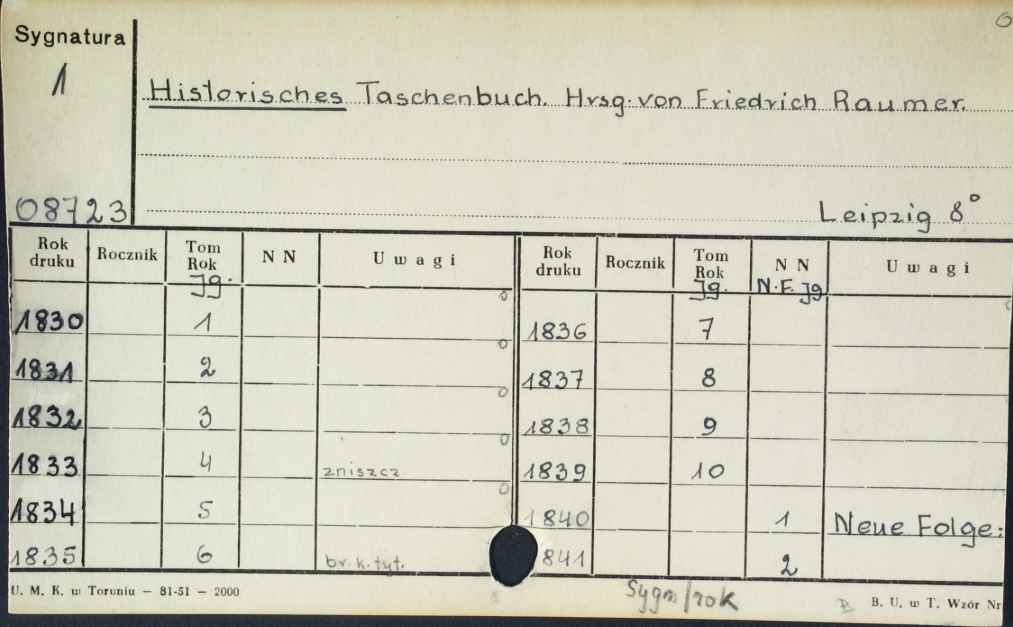 Sygnatura
1
Historisches Taschenbuch. Hrsg. von Friedrich Raumer.
08723
Leipzig 8°
Rok druku Rocznik Tom Rok Jg. N N Uwagi Rok druku Rocznik Tom Rok Jg. N N N.F. Jg Uwagi
1830 1 1836 7
1831 2 1837 8
1832 3 1838 9
1833 4 zniszcz. 1839 10
1834 5 1840 1 Neue Folge:
1835 6 br. k. tyt. 1841 2
U. M. K. w Toruniu — 81-51 — 2000
Sygn/rok
B
B. U. w T. Wzór Nr